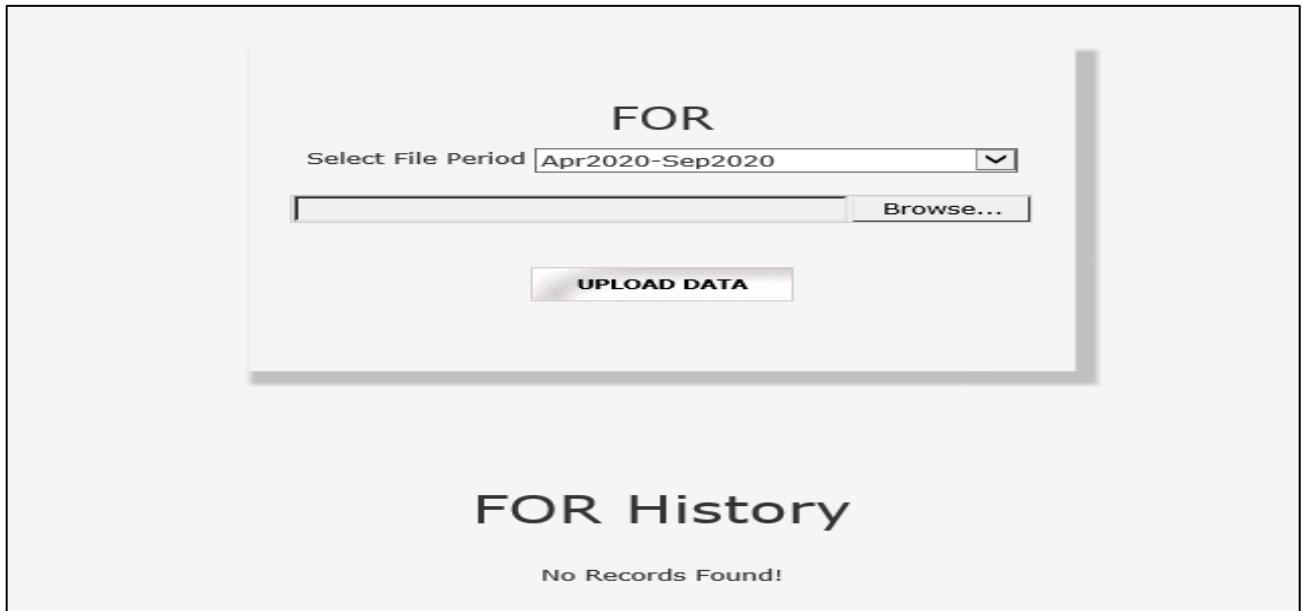 FOR
Select File Period Apr2020-Sep2020
Browse...
UPLOAD DATA
FOR History
No Records Found!